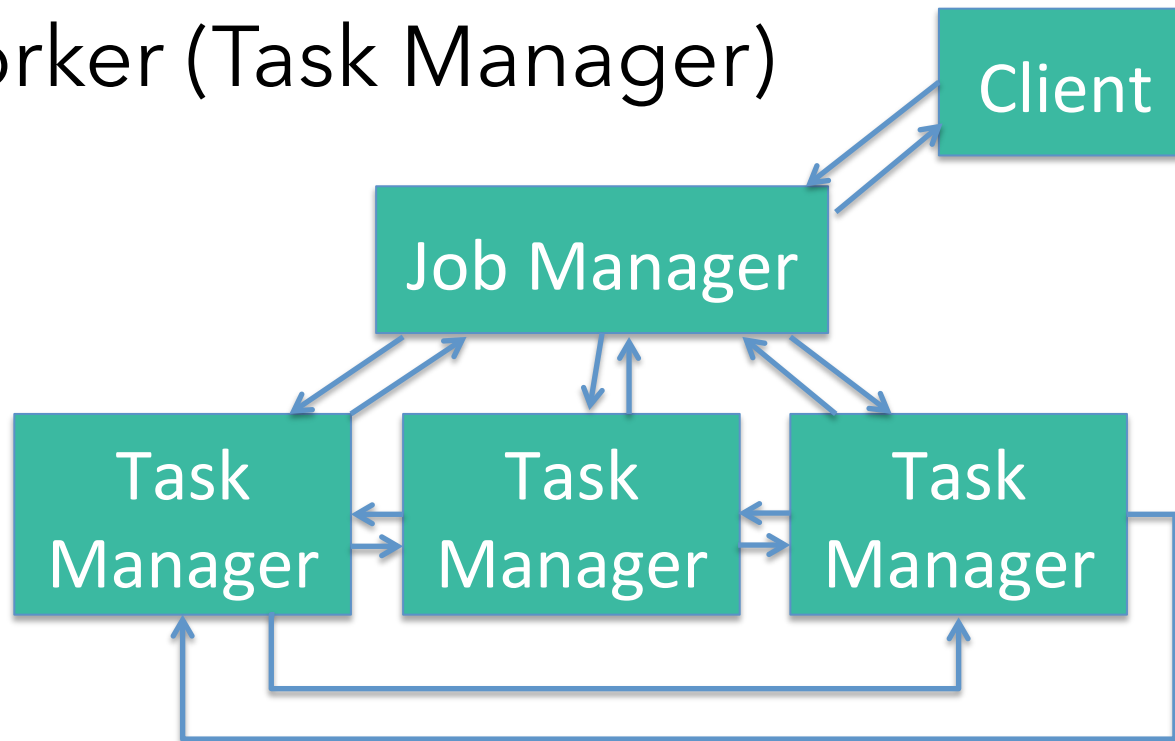 orker (Task Manager)
Client
Job Manager
Task
Manager
Task
Manager
Task
Manager